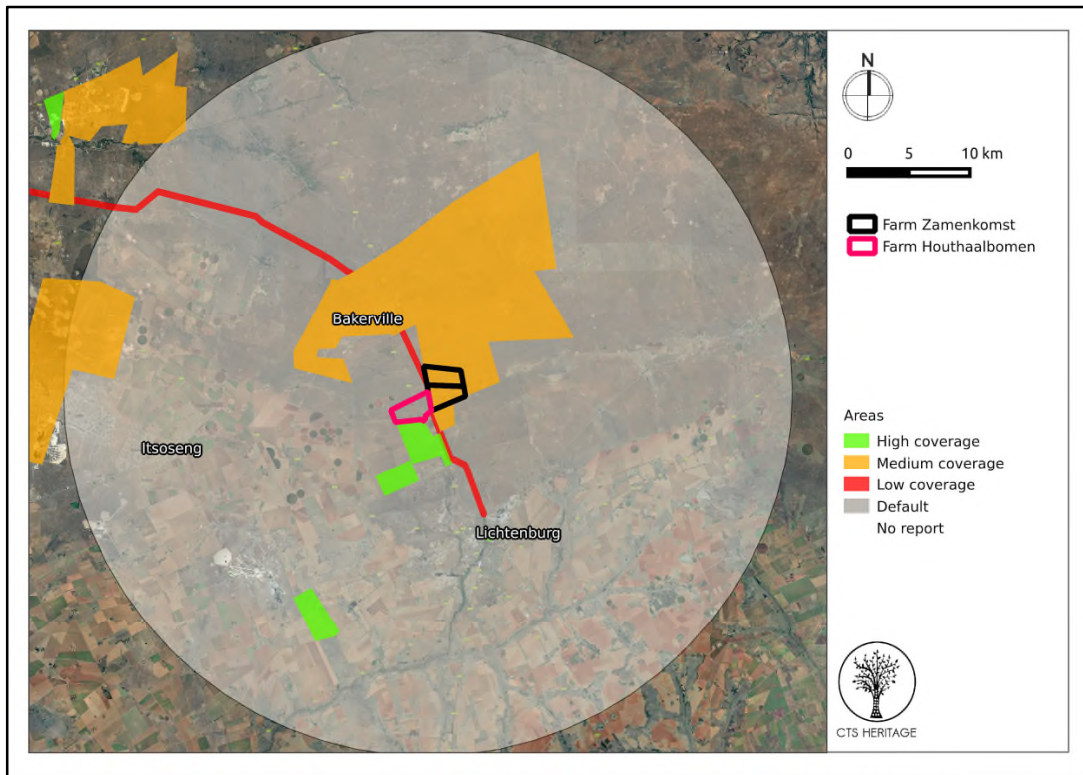 Bakerville
Itsoseng
Lichtenburg
N
0 5 10 km
Farm Zamenkomst
Farm Houthaalbomen
Areas
High coverage
Medium coverage
Low coverage
Default
No report
CTS HERITAGE